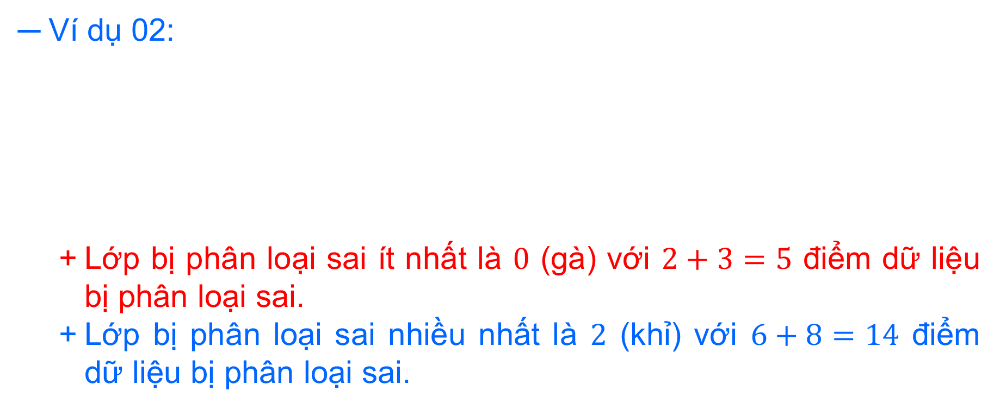 — Ví dụ 02:
+ Lớp bị phân loại sai ít nhất là 0 (gà) với 2 + 3 = 5 điểm dữ liệu
bị phân loại sai.
+ Lớp bị phân loại sai nhiều nhất là 2 (khỉ) với 6 + 8 = 14 điểm
dữ liệu bị phân loại sai.